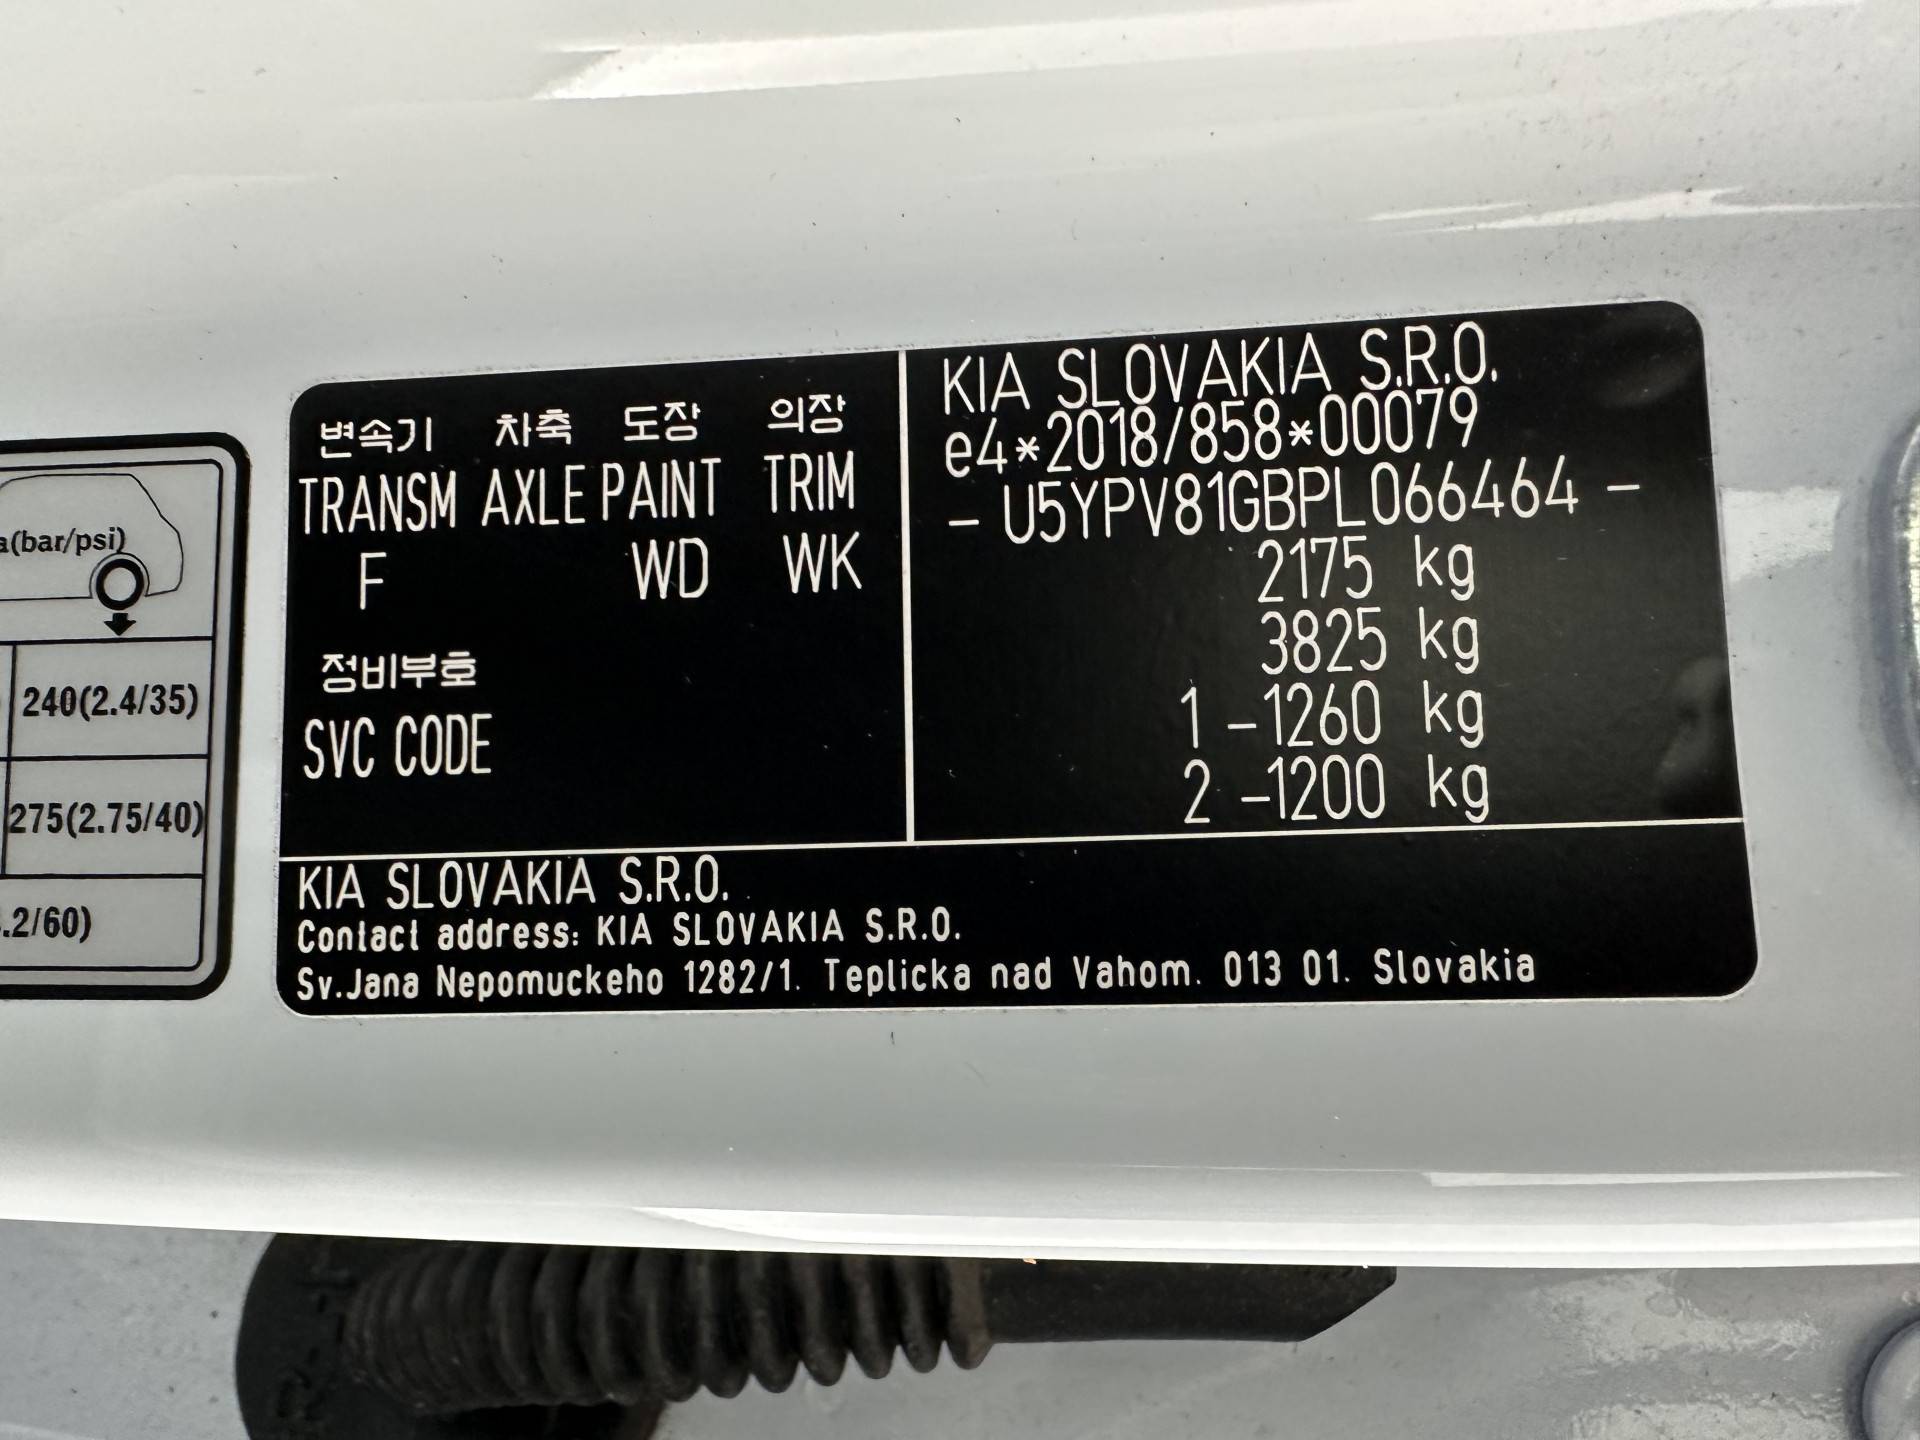 a(bar/psi)
240(2.4/35)
275(2.75/40)
.2/60)
변속기 차축 도장 의장
TRANSM AXLE PAINT TRIM
F WD WK
정비부호
SVC CODE
KIA SLOVAKIA S.R.O.
e4*2018/858*00079
- U5YPV81GBPL066464 -
2175 kg
3825 kg
1 -1260 kg
2 -1200 kg
KIA SLOVAKIA S.R.O.
Contact address: KIA SLOVAKIA S.R.O.
Sv.Jana Nepomuckeho 1282/1. Teplicka nad Vahom. 013 01. Slovakia